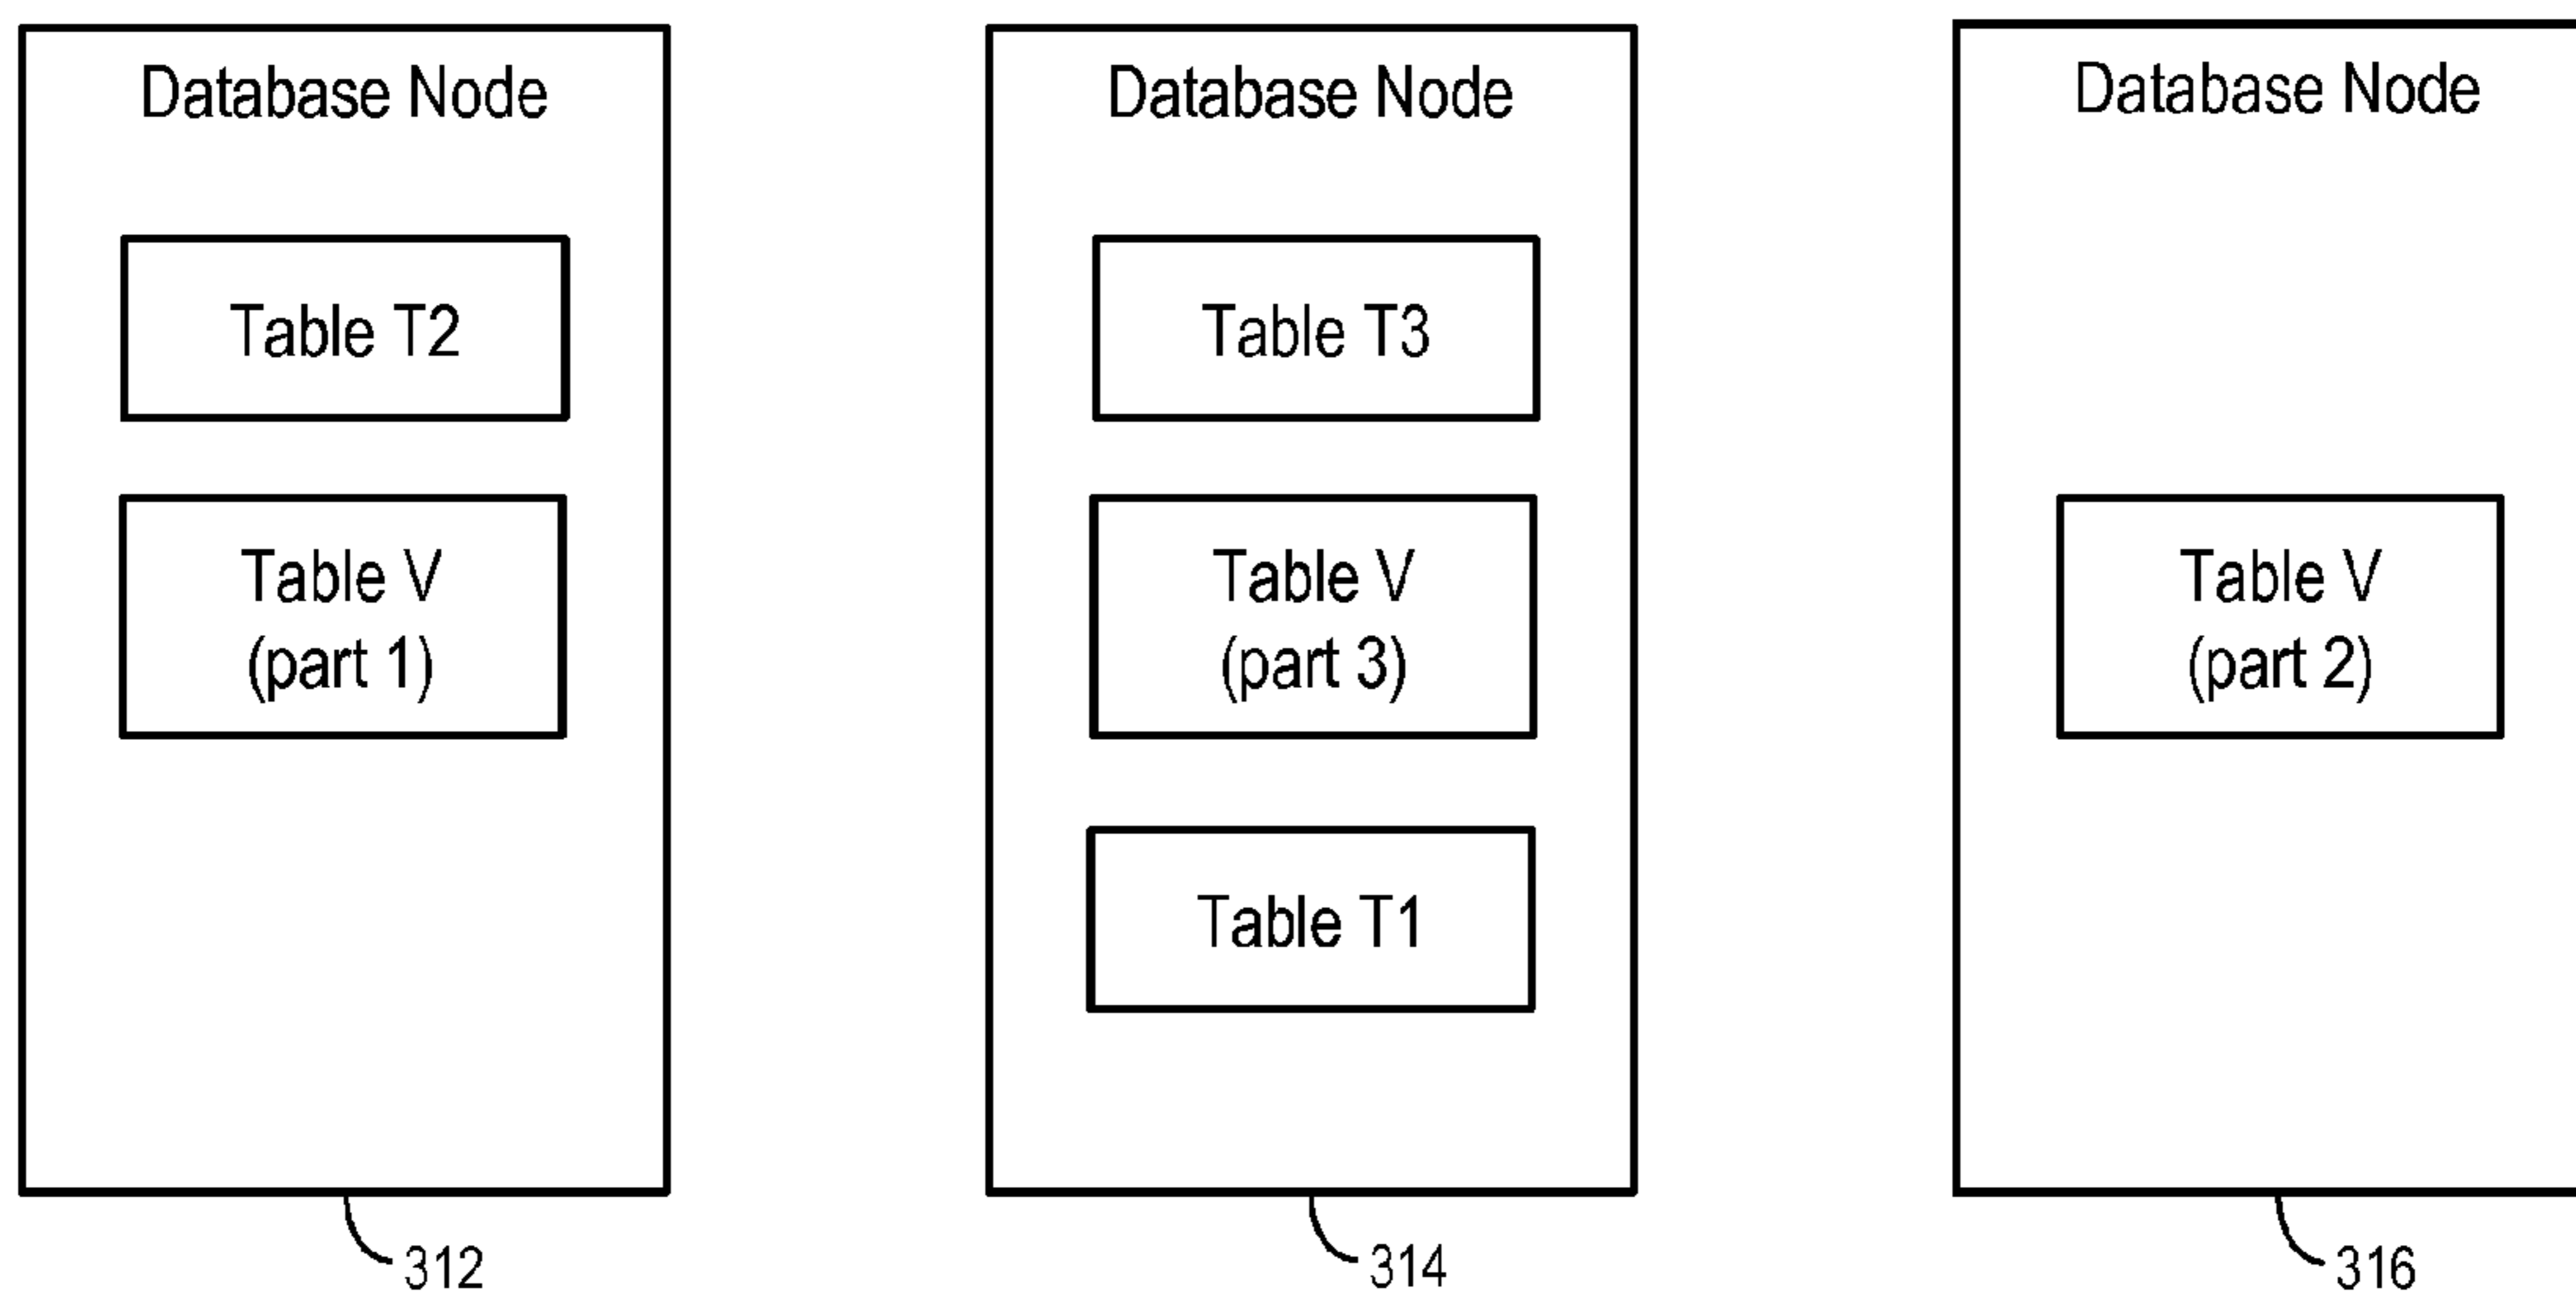 Database Node
Table T2
Table V
(part 1)
312
Database Node
Table T3
Table V
(part 3)
Table T1
314
Database Node
Table V
(part 2)
316